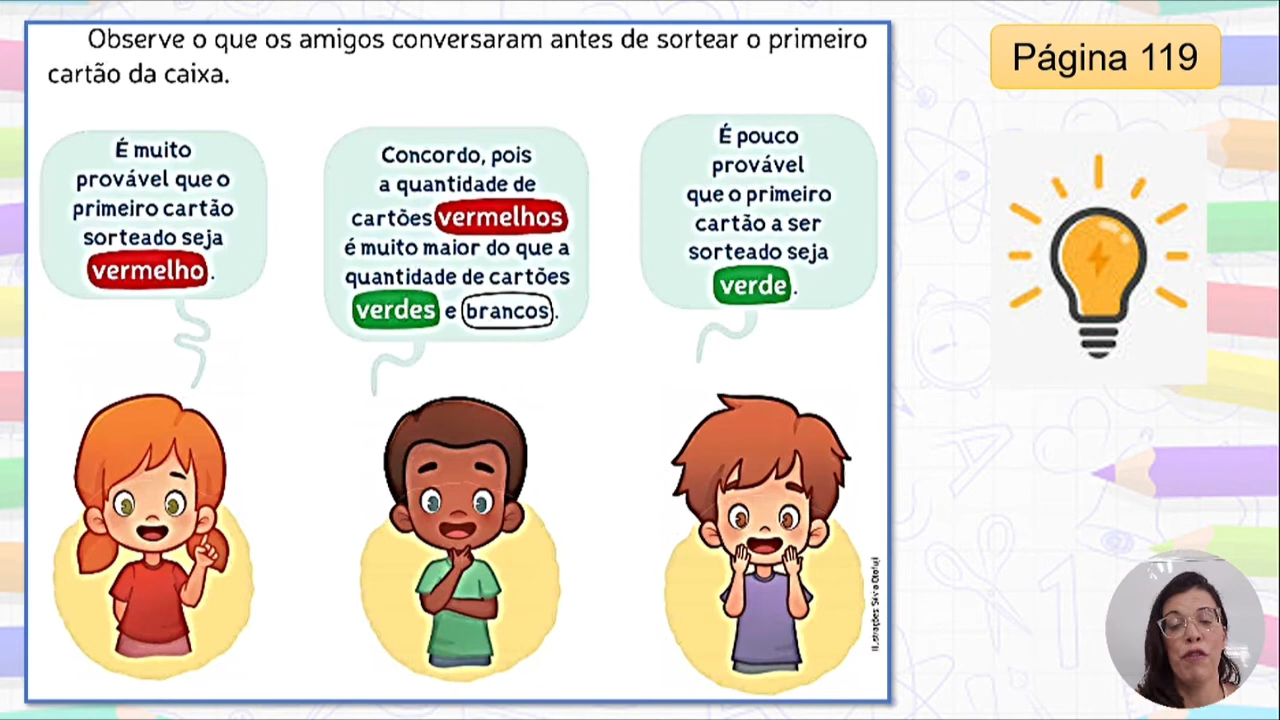 Observe o que os amigos conversaram antes de sortear o primeiro
cartão da caixa.
Página 119
É muito
provável que o
primeiro cartão
sorteado seja
vermelho.
Concordo, pois
a quantidade de
cartões vermelhos
é muito maior do que a
quantidade de cartões
verdes e brancos.
É pouco
provável
que o primeiro
cartão a ser
sorteado seja
verde.